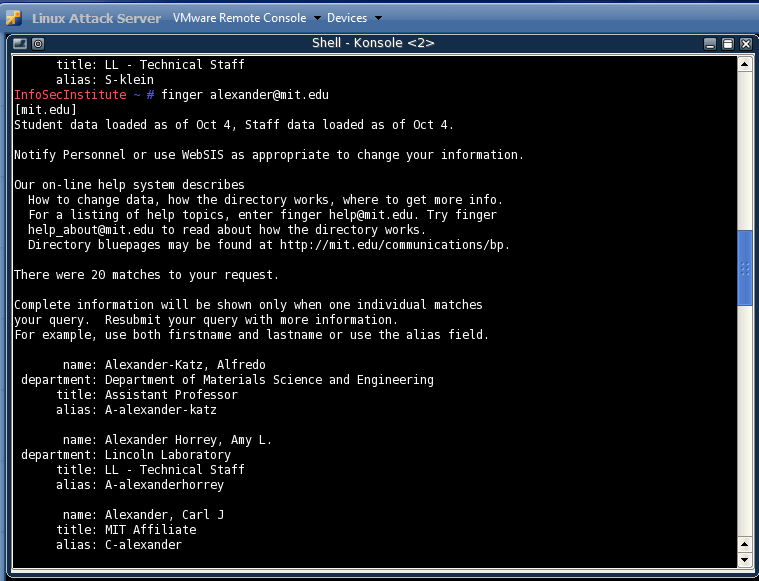 Linux Attack Server VMware Remote Console Devices
Shell - Konsole <2>
title: LL - Technical Staff
alias: S-klein
InfoSecInstitute ~ # finger alexander@mit.edu
[mit.edu]
Student data loaded as of Oct 4, Staff data loaded as of Oct 4.
Notify Personnel or use WebSIS as appropriate to change your information.
Our on-line help system describes
How to change data, how the directory works, where to get more info.
For a listing of help topics, enter finger help@mit.edu. Try finger
help_about@mit.edu to read about how the directory works.
Directory bluepages may be found at http://mit.edu/communications/bp.
There were 20 matches to your request.
Complete information will be shown only when one individual matches
your query.  Resubmit your query with more information.
For example, use both firstname and lastname or use the alias field.
name: Alexander-Katz, Alfredo
department: Department of Materials Science and Engineering
title: Assistant Professor
alias: A-alexander-katz
name: Alexander Horrey, Amy L.
department: Lincoln Laboratory
title: LL - Technical Staff
alias: A-alexanderhorrey
name: Alexander, Carl J
title: MIT Affiliate
alias: C-alexander